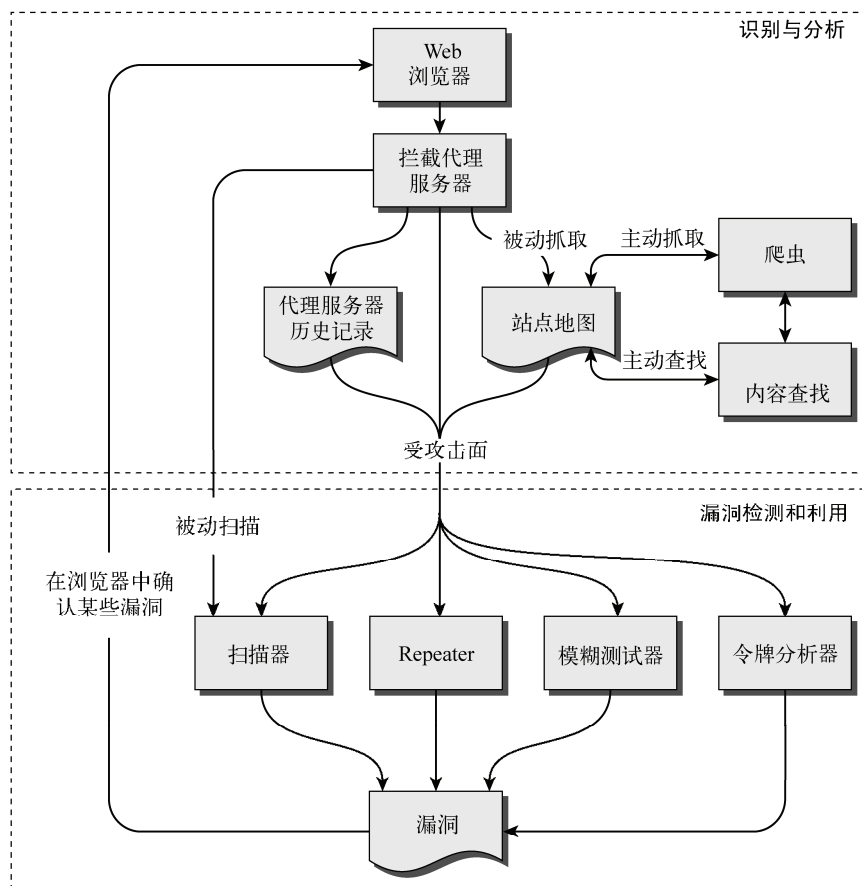 识别与分析
Web
浏览器
拦截代理
服务器
被动抓取
主动抓取
爬虫
代理服务器
历史记录
站点地图
主动查找
内容查找
受攻击面
漏洞检测和利用
被动扫描
在浏览器中确
认某些漏洞
扫描器
Repeater
模糊测试器
令牌分析器
漏洞